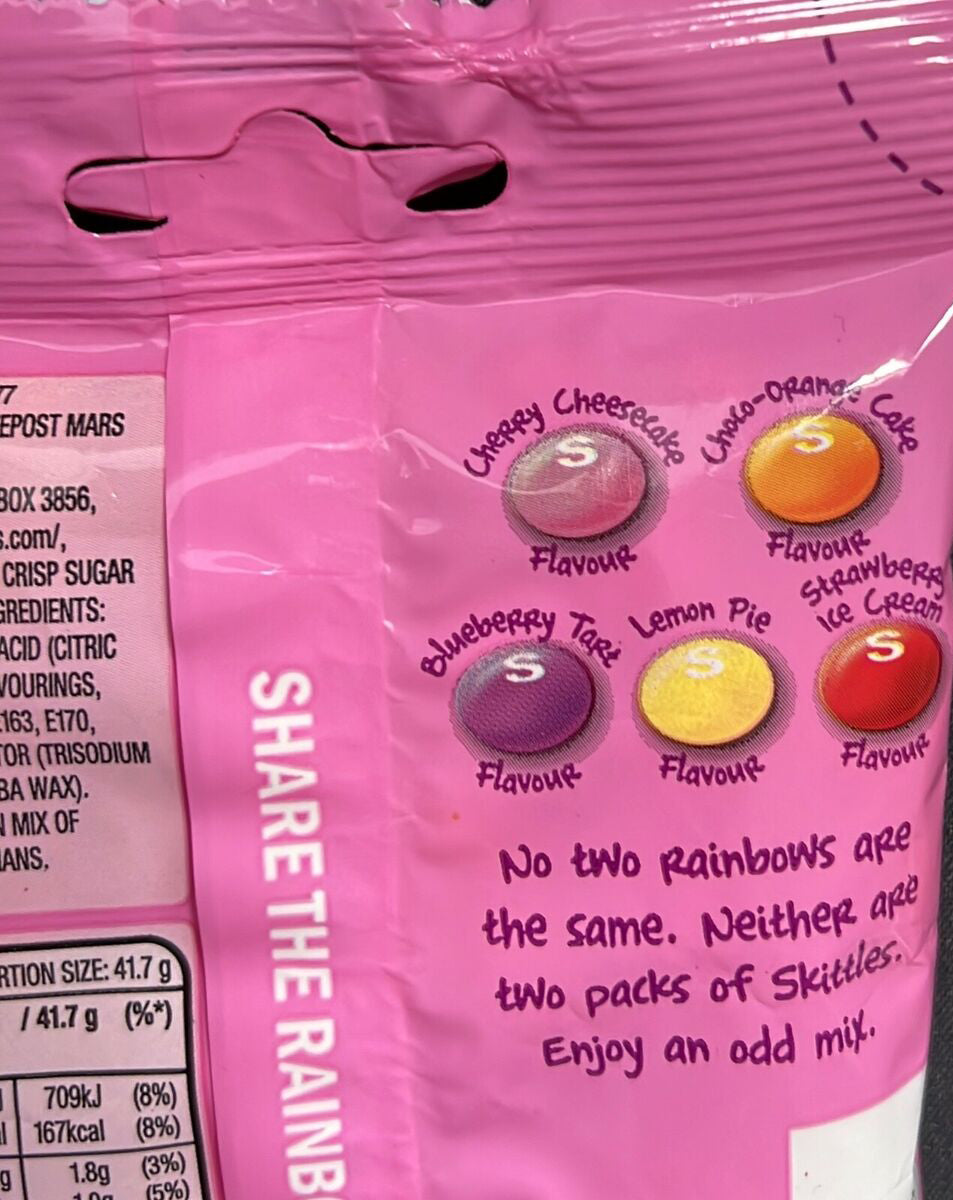 77
EPOST MARS
BOX 3856,
s.com/,
CRISP SUGAR
GREDIENTS:
ACID (CITRIC
VOURINGS,
E163, E170,
TOR (TRISODIUM
BA WAX).
N MIX OF
IANS.
RTION SIZE: 41.7 g
/ 41.7 g (%*)
709kJ (8%)
167kcal (8%)
g 1.8g (3%)
(5%)
SHARE THE RAINB
Cherry Cheesecake
Flavour
Choco-Orange Cake
Flavour
Blueberry Tart
Flavour
Lemon Pie
Flavour
Strawberry
Ice Cream
Flavour
S
S
S
S
S
No two rainbows are
the same. Neither are
two packs of Skittles.
Enjoy an odd mix.